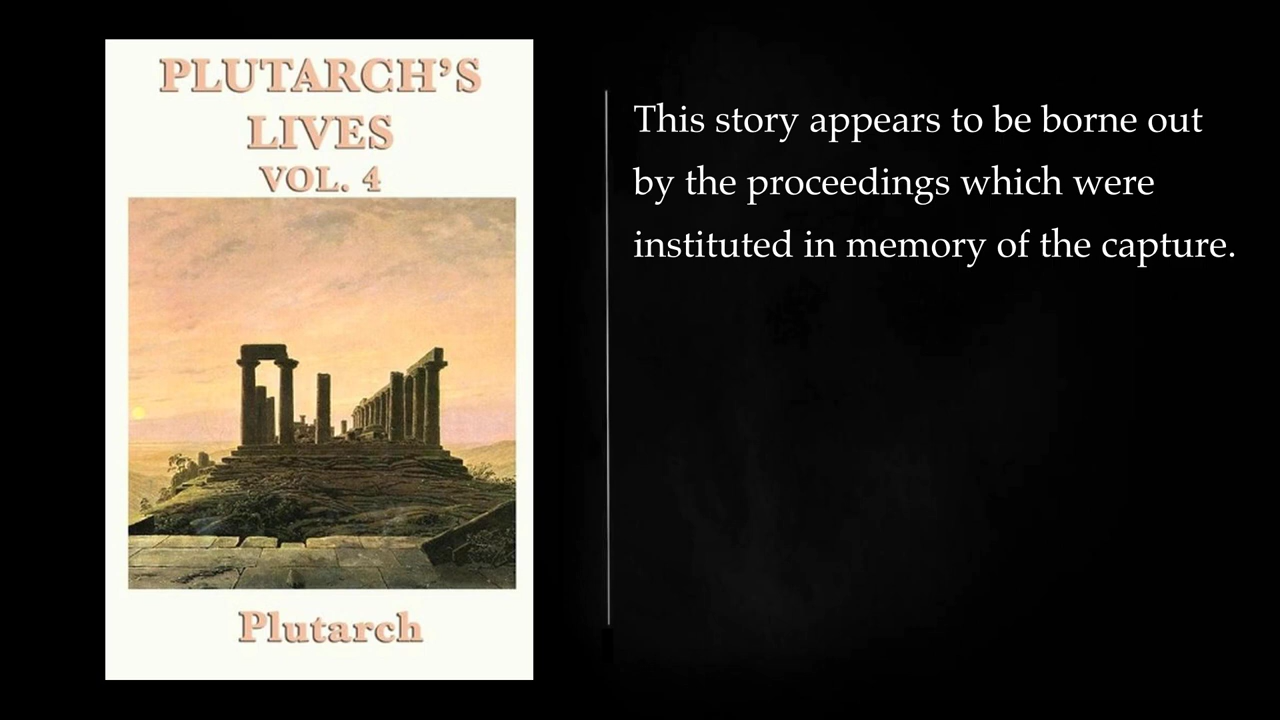 PLUTARCH'S
LIVES
VOL. 4
Plutarch
This story appears to be borne out
by the proceedings which were
instituted in memory of the capture.